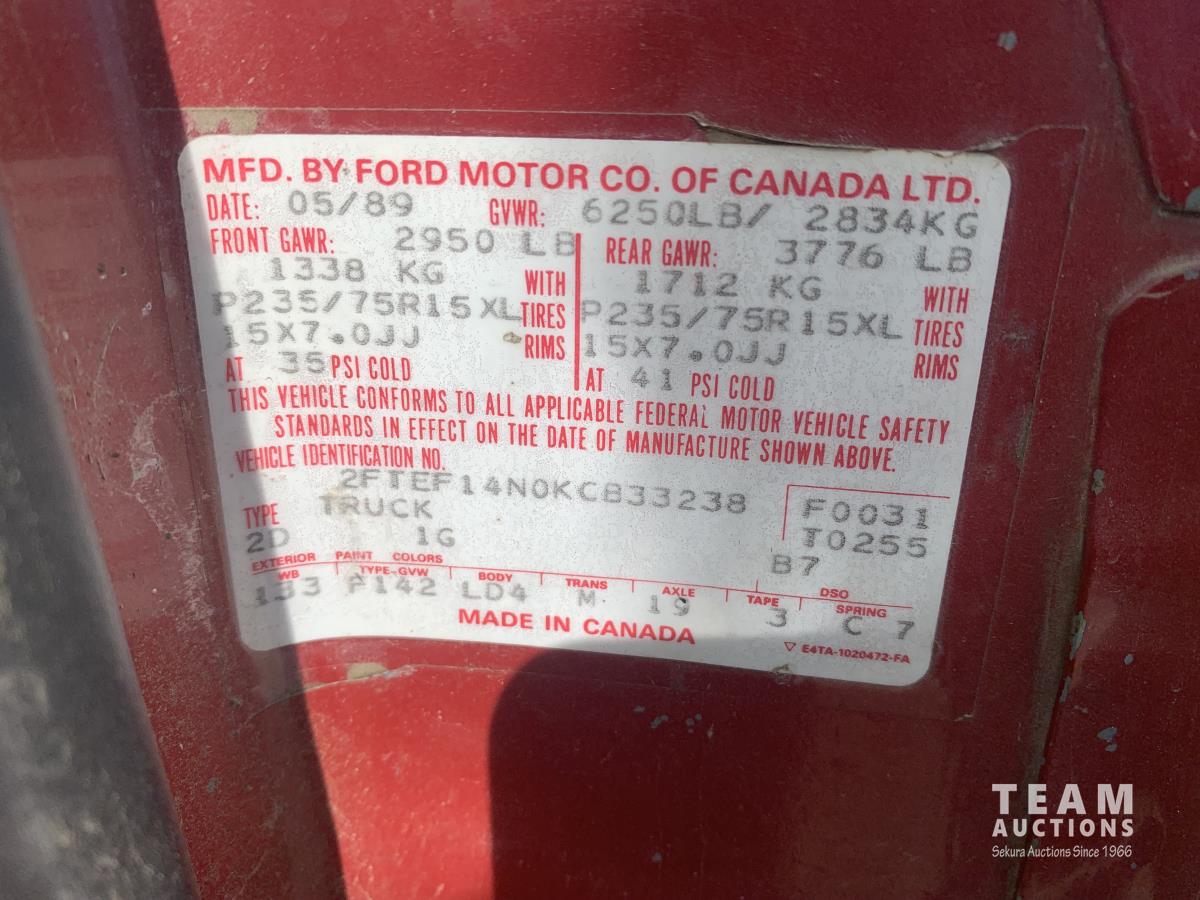 MFD. BY FORD MOTOR CO. OF CANADA LTD.
DATE: 05/89 GVWR: 6250LB/ 2834KG
FRONT GAWR: 2950 LB REAR GAWR: 3776 LB
1338 KG WITH 1712 KG WITH
P235/75R15XL TIRES P235/75R15XL TIRES
15X7.0JJ RIMS 15X7.0JJ RIMS
AT 35 PSI COLD AT 41 PSI COLD
THIS VEHICLE CONFORMS TO ALL APPLICABLE FEDERAL MOTOR VEHICLE SAFETY
STANDARDS IN EFFECT ON THE DATE OF MANUFACTURE SHOWN ABOVE.
VEHICLE IDENTIFICATION NO.
2FTEF14N0KCB33238 F0031
TYPE TRUCK T0255
2D 1G B7
EXTERIOR PAINT COLORS DSO
WB TYPE-GVW BODY TRANS AXLE TAPE SPRING
133 F142 LD4 M 19 3 C 7
MADE IN CANADA
▽ E4TA-1020472-FA
TEAM
AUCTIONS
Sekura Auctions Since 1966